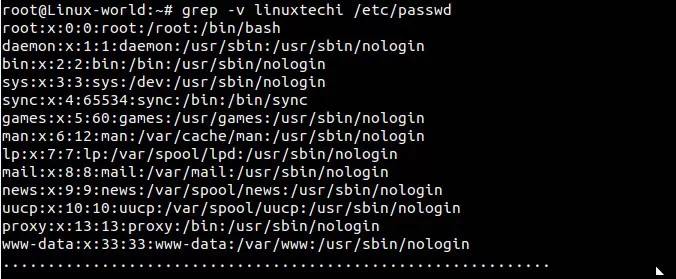 root@Linux-world:~# grep -v linuxtechi /etc/passwd
root:x:0:0:root:/root:/bin/bash
daemon:x:1:1:daemon:/usr/sbin:/usr/sbin/nologin
bin:x:2:2:bin:/bin:/usr/sbin/nologin
sys:x:3:3:sys:/dev:/usr/sbin/nologin
sync:x:4:65534:sync:/bin:/bin/sync
games:x:5:60:games:/usr/games:/usr/sbin/nologin
man:x:6:12:man:/var/cache/man:/usr/sbin/nologin
lp:x:7:7:lp:/var/spool/lpd:/usr/sbin/nologin
mail:x:8:8:mail:/var/mail:/usr/sbin/nologin
news:x:9:9:news:/var/spool/news:/usr/sbin/nologin
uucp:x:10:10:uucp:/var/spool/uucp:/usr/sbin/nologin
proxy:x:13:13:proxy:/bin:/usr/sbin/nologin
www-data:x:33:33:www-data:/var/www:/usr/sbin/nologin
............................................................